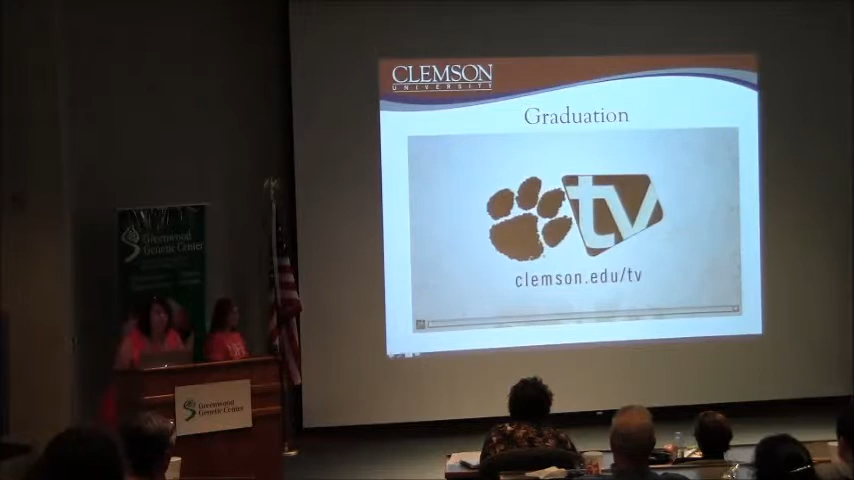 CLEMSON
UNIVERSITY
Graduation
tv
clemson.edu/tv
Greenwood
Genetic Center
Greenwood
Genetic Center